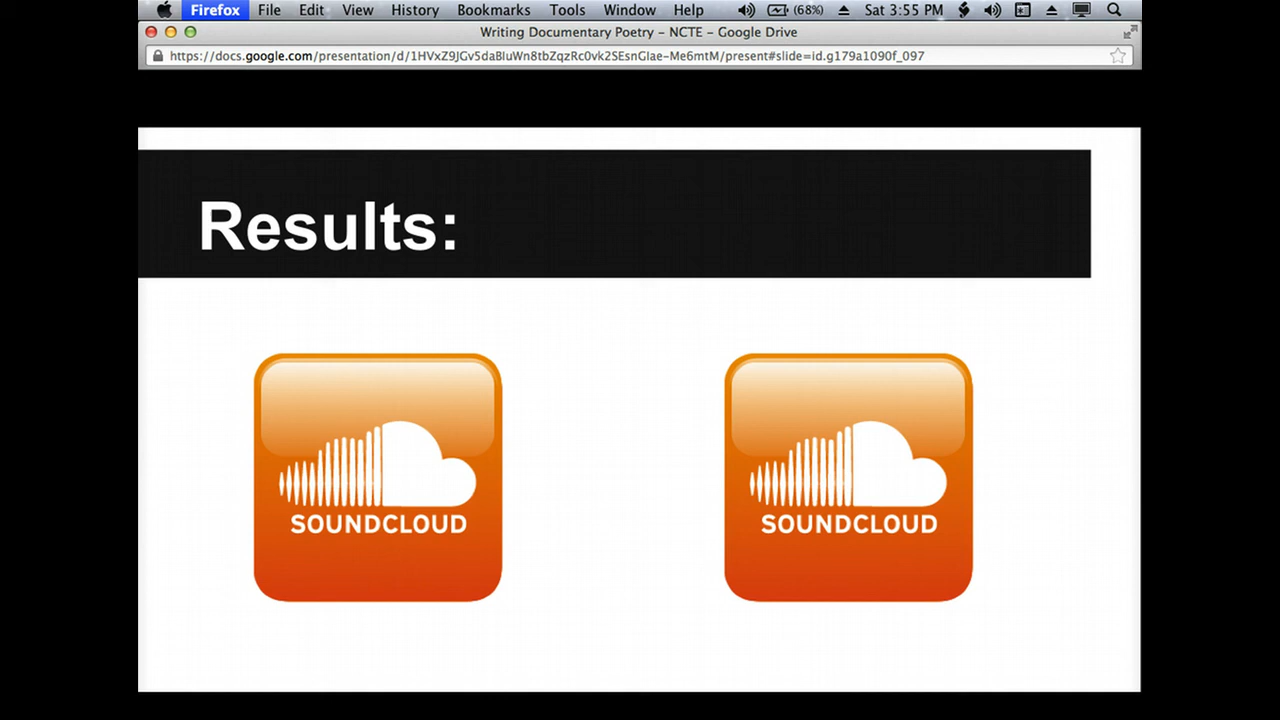 Firefox File Edit View History Bookmarks Tools Window Help (68%) Sat 3:55 PM
Writing Documentary Poetry – NCTE – Google Drive
https://docs.google.com/presentation/d/1HVxZ9JGv5daBluWn8tbZqzRc0vk2SEsnGIae-Me6mtM/present#slide=id.g179a1090f_097
Results:
SOUNDCLOUD SOUNDCLOUD